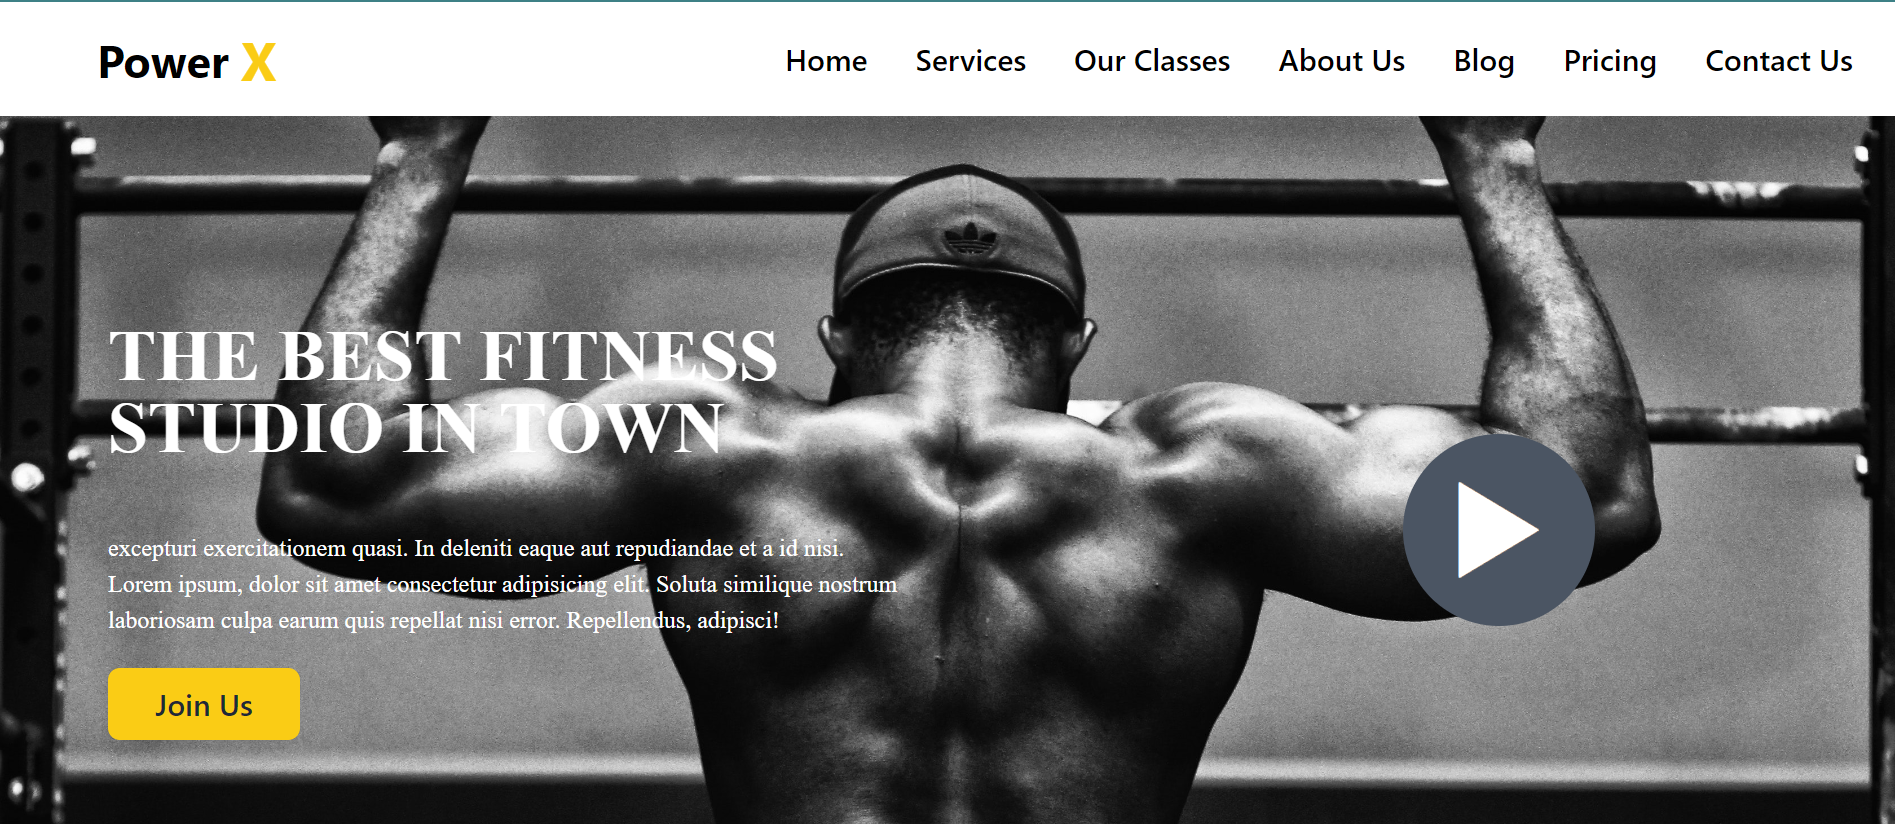 Power X
Home Services Our Classes About Us Blog Pricing Contact Us
THE BEST FITNESS
STUDIO IN TOWN
excepturi exercitationem quasi. In deleniti eaque aut repudiandae et a id nisi.
Lorem ipsum, dolor sit amet consectetur adipisicing elit. Soluta similique nostrum
laboriosam culpa earum quis repellat nisi error. Repellendus, adipisci!
Join Us